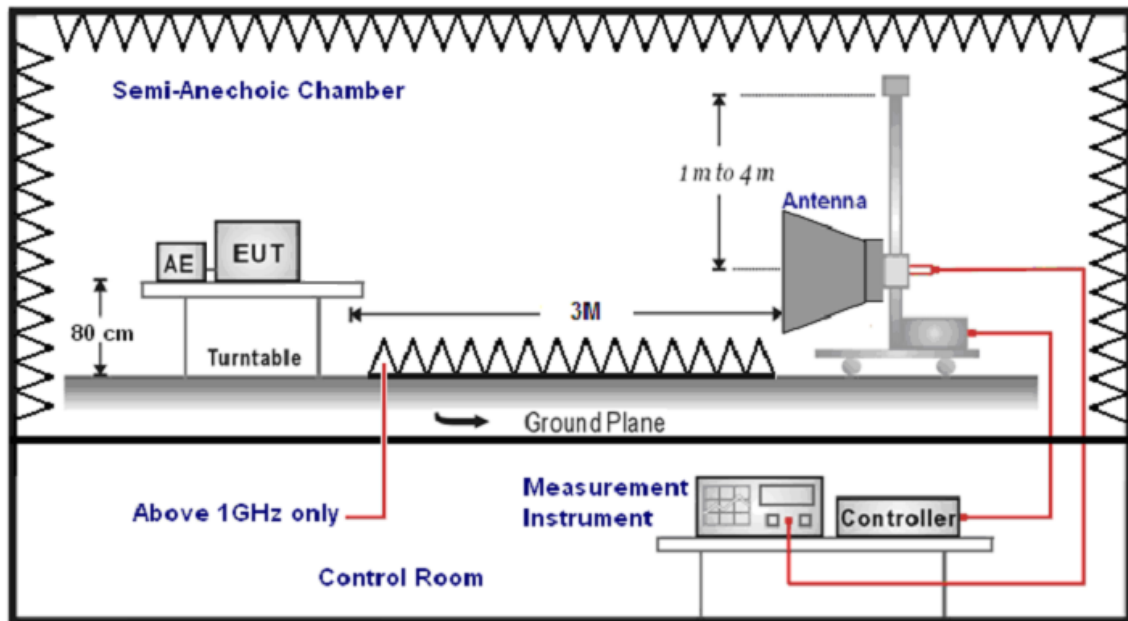 Semi-Anechoic Chamber
1 m to 4 m
Antenna
AE
EUT
3M
80 cm
Turntable
Ground Plane
Above 1GHz only
Measurement
Instrument
Controller
Control Room